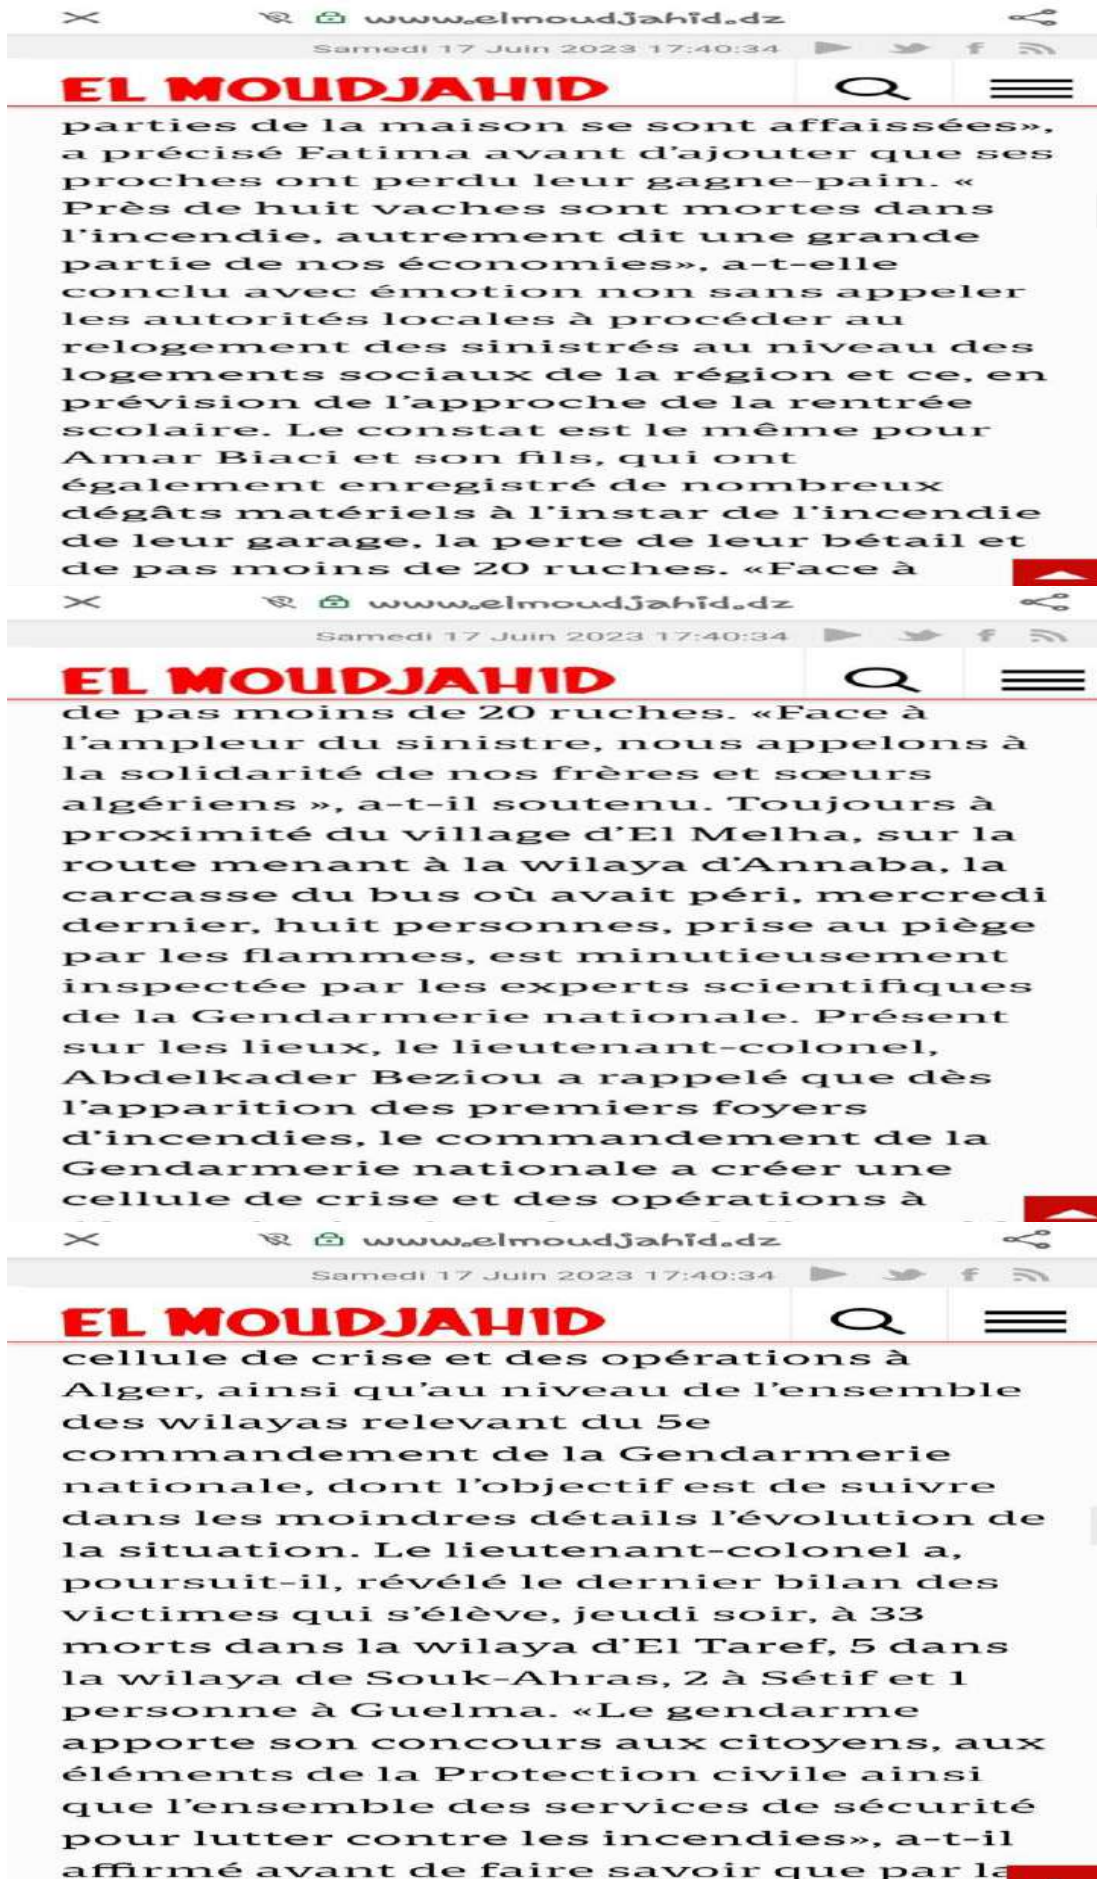 www.elmoudjahid.dz
Samedi 17 Juin 2023 17:40:34
EL MOUDJAHID
parties de la maison se sont affaissées»,
a précisé Fatima avant d'ajouter que ses
proches ont perdu leur gagne-pain. «
Près de huit vaches sont mortes dans
l'incendie, autrement dit une grande
partie de nos économies», a-t-elle
conclu avec émotion non sans appeler
les autorités locales à procéder au
relogement des sinistrés au niveau des
logements sociaux de la région et ce, en
prévision de l'approche de la rentrée
scolaire. Le constat est le même pour
Amar Biaci et son fils, qui ont
également enregistré de nombreux
dégâts matériels à l'instar de l'incendie
de leur garage, la perte de leur bétail et
de pas moins de 20 ruches. «Face à
www.elmoudjahid.dz
Samedi 17 Juin 2023 17:40:34
EL MOUDJAHID
de pas moins de 20 ruches. «Face à
l'ampleur du sinistre, nous appelons à
la solidarité de nos frères et sœurs
algériens », a-t-il soutenu. Toujours à
proximité du village d'El Melha, sur la
route menant à la wilaya d'Annaba, la
carcasse du bus où avait péri, mercredi
dernier, huit personnes, prise au piège
par les flammes, est minutieusement
inspectée par les experts scientifiques
de la Gendarmerie nationale. Présent
sur les lieux, le lieutenant-colonel,
Abdelkader Beziou a rappelé que dès
l'apparition des premiers foyers
d'incendies, le commandement de la
Gendarmerie nationale a créer une
cellule de crise et des opérations à
www.elmoudjahid.dz
Samedi 17 Juin 2023 17:40:34
EL MOUDJAHID
cellule de crise et des opérations à
Alger, ainsi qu'au niveau de l'ensemble
des wilayas relevant du 5e
commandement de la Gendarmerie
nationale, dont l'objectif est de suivre
dans les moindres détails l'évolution de
la situation. Le lieutenant-colonel a,
poursuit-il, révélé le dernier bilan des
victimes qui s'élève, jeudi soir, à 33
morts dans la wilaya d'El Taref, 5 dans
la wilaya de Souk-Ahras, 2 à Sétif et 1
personne à Guelma. «Le gendarme
apporte son concours aux citoyens, aux
éléments de la Protection civile ainsi
que l'ensemble des services de sécurité
pour lutter contre les incendies», a-t-il
affirmé avant de faire savoir que par la